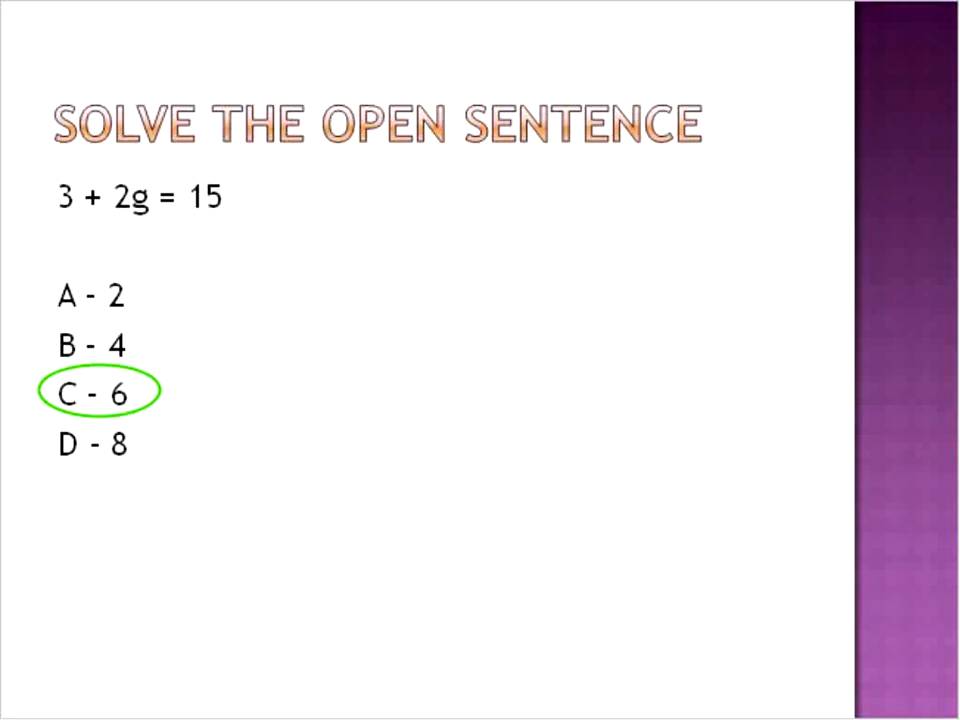 SOLVE THE OPEN SENTENCE
3 + 2g = 15
A - 2
B - 4
C - 6
D - 8